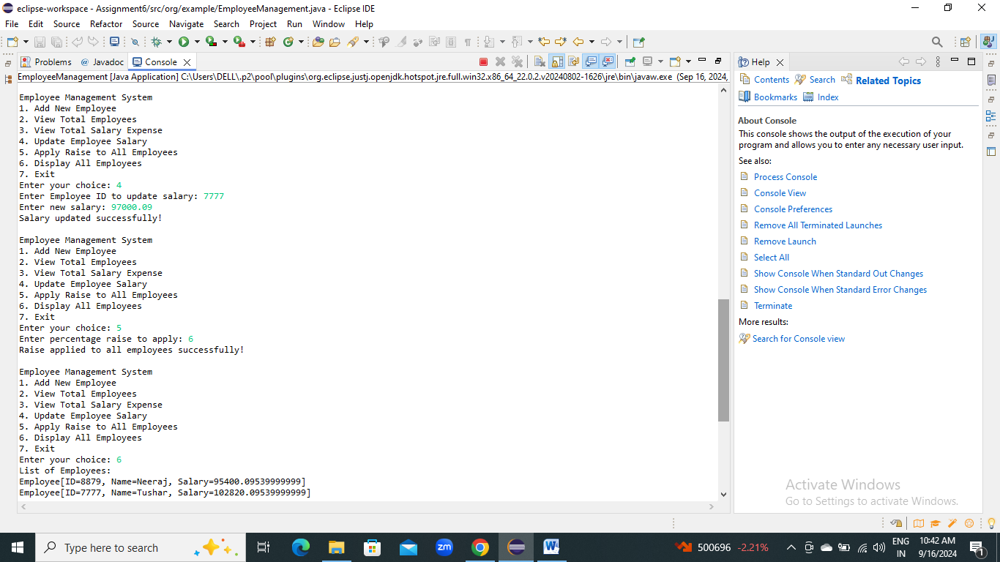 eclipse-workspace - Assignment6/src/org/example/EmployeeManagement.java - Eclipse IDE
File Edit Source Refactor Source Navigate Search Project Run Window Help
Problems @ Javadoc Console
EmployeeManagement [Java Application] C:\Users\DELL\.p2\pool\plugins\org.eclipse.justj.openjdk.hotspot.jre.full.win32.x86_64_22.0.2.v20240802-1626\jre\bin\javaw.exe (Sep 16, 2024,
Employee Management System
1. Add New Employee
2. View Total Employees
3. View Total Salary Expense
4. Update Employee Salary
5. Apply Raise to All Employees
6. Display All Employees
7. Exit
Enter your choice: 4
Enter Employee ID to update salary: 7777
Enter new salary: 97000.09
Salary updated successfully!
Employee Management System
1. Add New Employee
2. View Total Employees
3. View Total Salary Expense
4. Update Employee Salary
5. Apply Raise to All Employees
6. Display All Employees
7. Exit
Enter your choice: 5
Enter percentage raise to apply: 6
Raise applied to all employees successfully!
Employee Management System
1. Add New Employee
2. View Total Employees
3. View Total Salary Expense
4. Update Employee Salary
5. Apply Raise to All Employees
6. Display All Employees
7. Exit
Enter your choice: 6
List of Employees:
Employee[ID=8879, Name=Neeraj, Salary=95400.09539999999]
Employee[ID=7777, Name=Tushar, Salary=102820.09539999999]
Help
Contents Search Related Topics
Bookmarks Index
About Console
This console shows the output of the execution of your
program and allows you to enter any necessary user input.
See also:
Process Console
Console View
Console Preferences
Remove All Terminated Launches
Remove Launch
Select All
Show Console When Standard Out Changes
Show Console When Standard Error Changes
Terminate
More results:
Search for Console view
Activate Windows
Go to Settings to activate Windows.
Type here to search
zm
W
500696 -2.21%
ENG
IN
10:42 AM
9/16/2024
1